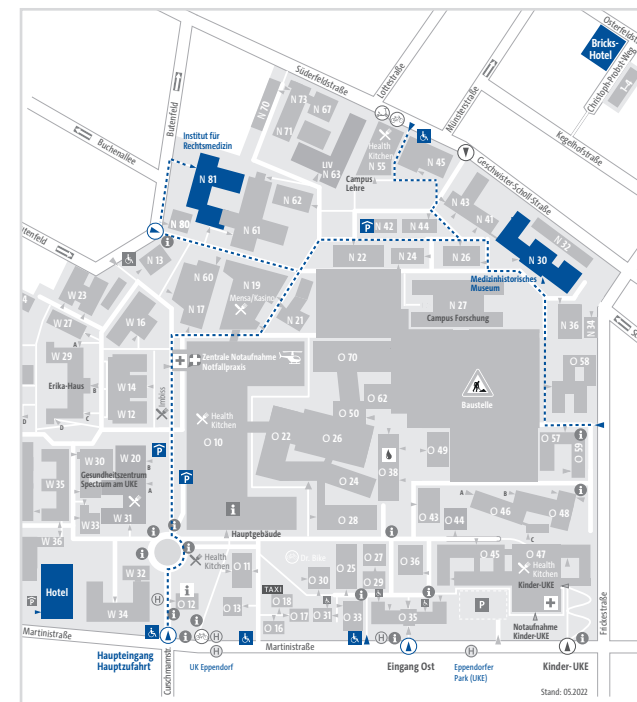 Osterfeldstr
Bricks-
Hotel
Christoph-Probst-Weg
1-4
Süderfeldstraße
Lottestraße
Münsterstraße
Kegelhofstraße
Geschwister-Scholl-Straße
Butenfeld
Buchenallee
Institut für
Rechtsmedizin
N 70
N 73
N 67
N 71
LIV
N 63
Health
Kitchen
N 55
N 45
Campus
Lehre
N 81
N 62
N 43
N 41
N 32
N 80
N 61
P
N 42
N 44
N 30
utenfeld
N 13
N 22
N 24
N 26
Medizinhistorisches
Museum
N 60
N 19
Mensa/Kasino
N 17
N 21
N 27
Campus Forschung
N 36
N 34
W 23
W 27
W 16
W 29
A
B
C
D
D
Erika-Haus
W 14
W 12
Imbiss
Zentrale Notaufnahme
Notfallpraxis
O 70
O 62
O 50
O 58
Baustelle
Health
Kitchen
O 10
O 22
O 26
O 24
O 28
O 38
O 49
O 57
O 59
P
P
W 30
W 20
B
A
Gesundheitszentrum
Spectrum am UKE
W 35
W 33
W 31
W 36
O 43
O 44
A
B
O 46
O 48
C
Hauptgebäude
Health
Kitchen
O 11
Dr. Bike
O 25
O 27
O 29
O 36
O 45
O 47
Health
Kitchen
Kinder-UKE
Hotel
P
W 32
W 34
H
O 12
O 13
TAXI
O 18
O 16
O 17
O 30
O 31
O 33
O 35
P
Notaufnahme
Kinder-UKE
Frickestraße
Martinistraße
Martinistraße
Haupteingang
Hauptzufahrt
Cuschmannstr.
H
H
UK Eppendorf
Eingang Ost
H
Eppendorfer
Park (UKE)
Kinder-UKE
Stand: 05.2022